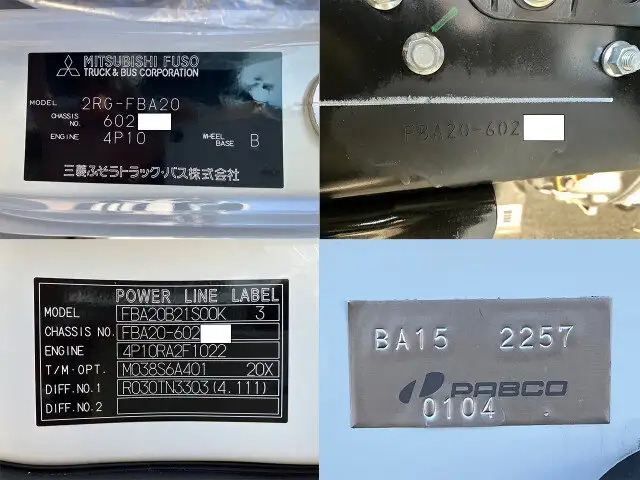 MITSUBISHI FUSO
TRUCK & BUS CORPORATION
MODEL 2RG-FBA20
CHASSIS NO. 602
ENGINE 4P10 WHEEL BASE B
三菱ふそうトラック・バス株式会社
FBA20-602
POWER LINE LABEL
MODEL FBA20B21S00K 3
CHASSIS NO. FBA20-602
ENGINE 4P10RA2F1022
T/M・OPT. M038S6A401 20X
DIFF.NO.1 R030TN3303(4.111)
DIFF.NO.2
BA15 2257
PABCO
0104